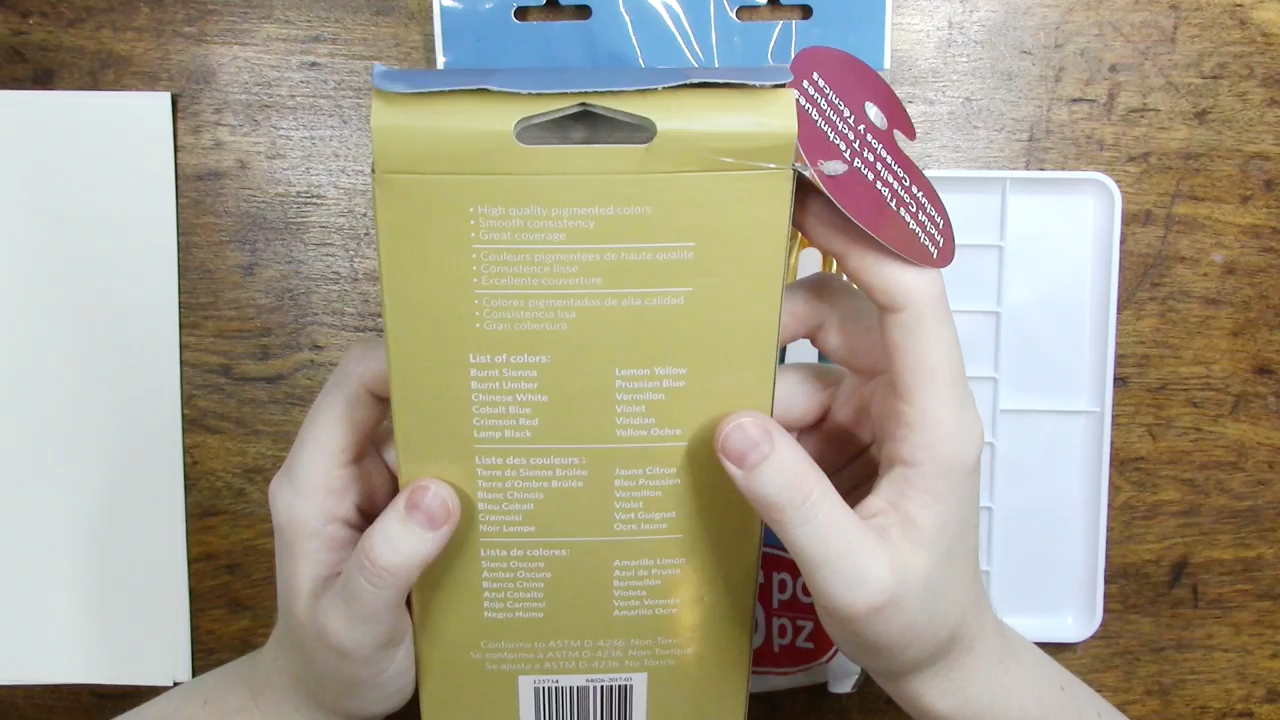 Includes Tips and Techniques
Inclut Conseils et Techniques
Incluye Consejos y Técnicas
• High quality pigmented colors
• Smooth consistency
• Great coverage
• Couleurs pigmentées de haute qualité
• Consistence lisse
• Excellente couverture
• Colores pigmentados de alta calidad
• Consistencia lisa
• Gran cobertura
List of colors:
Burnt Sienna Lemon Yellow
Burnt Umber Prussian Blue
Chinese White Vermillon
Cobalt Blue Violet
Crimson Red Viridian
Lamp Black Yellow Ochre
Liste des couleurs :
Terre de Sienne Brûlée Jaune Citron
Terre d'Ombre Brûlée Bleu Prussien
Blanc Chinois Vermillon
Bleu Cobalt Violet
Cramoisi Vert Guignet
Noir Lampe Ocre Jaune
Lista de colores:
Siena Oscuro Amarillo Limón
Ámbar Oscuro Azul de Prusia
Blanco Chino Bermellón
Azul Cobalto Violeta
Rojo Carmesí Verde Veronés
Negro Humo Amarillo Ocre
Conforms to ASTM D-4236. Non-Toxic
Se conforme à ASTM D-4236. Non-Toxique
Se ajusta a ASTM D-4236. No Tóxico
125734 84026-2017-03
pz